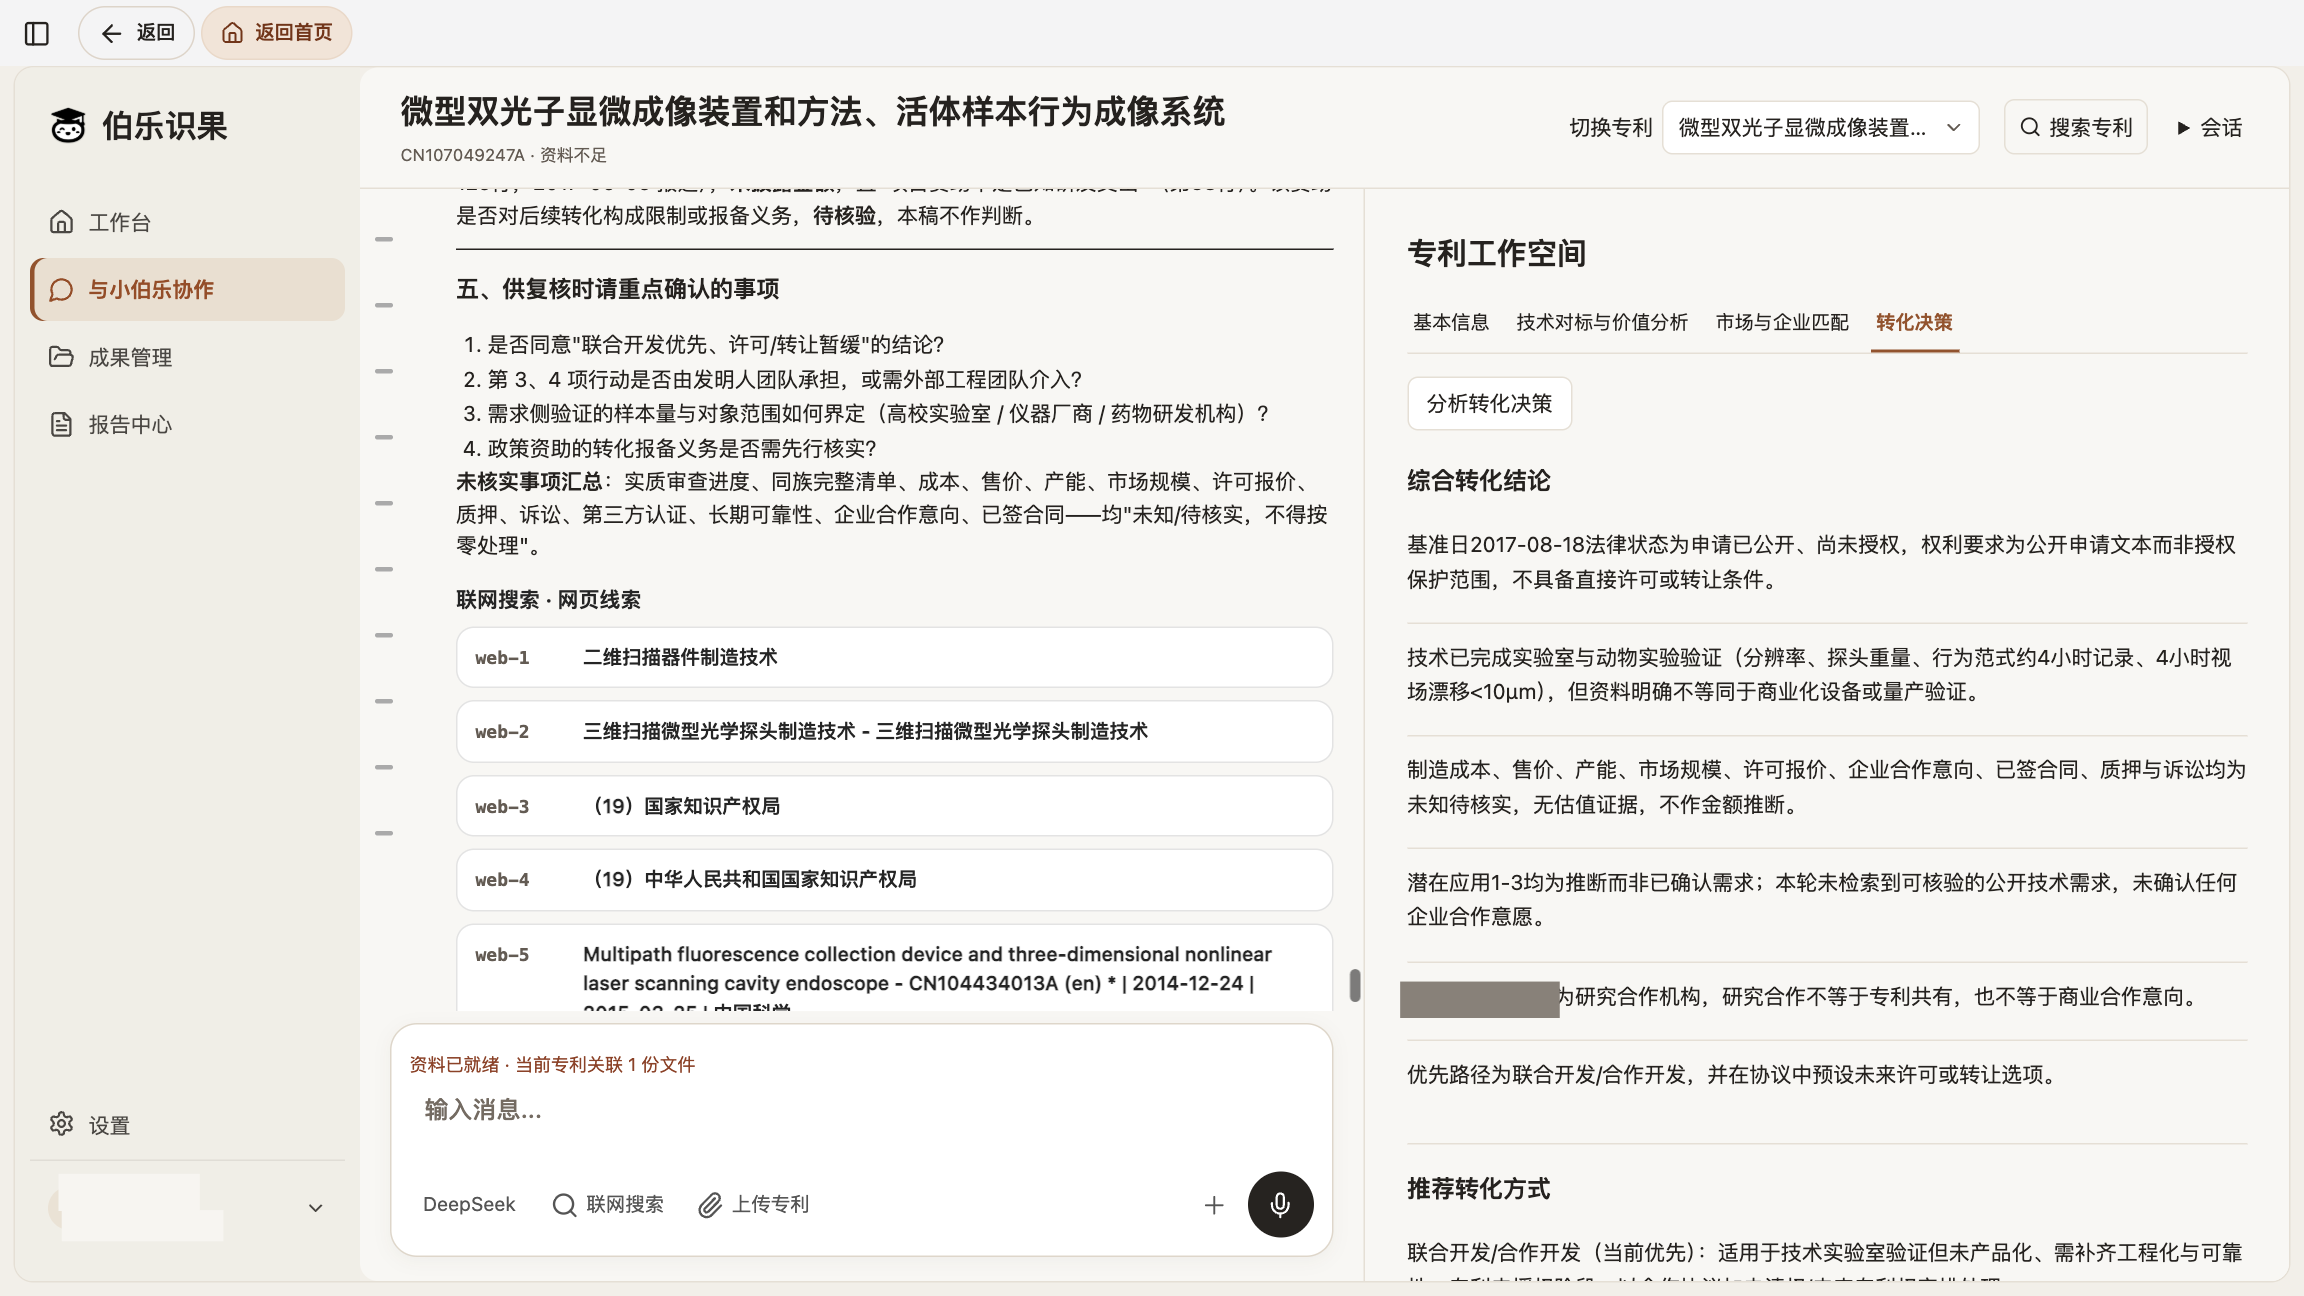 返回
返回首页
伯乐识果
工作台
与小伯乐协作
成果管理
报告中心
设置
微型双光子显微成像装置和方法、活体样本行为成像系统
CN107049247A · 资料不足
切换专利
微型双光子显微成像装置...
搜索专利
会话
是否对后续转化构成限制或报备义务，待核验，本稿不作判断。
五、供复核时请重点确认的事项
1. 是否同意"联合开发优先、许可/转让暂缓"的结论？
2. 第 3、4 项行动是否由发明人团队承担，或需外部工程团队介入？
3. 需求侧验证的样本量与对象范围如何界定（高校实验室 / 仪器厂商 / 药物研发机构）？
4. 政策资助的转化报备义务是否需先行核实？
未核实事项汇总：实质审查进度、同族完整清单、成本、售价、产能、市场规模、许可报价、
质押、诉讼、第三方认证、长期可靠性、企业合作意向、已签合同——均"未知/待核实，不得按
零处理"。
联网搜索 · 网页线索
web-1 二维扫描器件制造技术
web-2 三维扫描微型光学探头制造技术 - 三维扫描微型光学探头制造技术
web-3 （19）国家知识产权局
web-4 （19）中华人民共和国国家知识产权局
web-5 Multipath fluorescence collection device and three-dimensional nonlinear
laser scanning cavity endoscope - CN104434013A (en) * | 2014-12-24 |
资料已就绪 · 当前专利关联 1 份文件
输入消息...
DeepSeek
联网搜索
上传专利
专利工作空间
基本信息
技术对标与价值分析
市场与企业匹配
转化决策
分析转化决策
综合转化结论
基准日2017-08-18法律状态为申请已公开、尚未授权，权利要求为公开申请文本而非授权
保护范围，不具备直接许可或转让条件。
技术已完成实验室与动物实验验证（分辨率、探头重量、行为范式约4小时记录、4小时视
场漂移<10μm），但资料明确不等同于商业化设备或量产验证。
制造成本、售价、产能、市场规模、许可报价、企业合作意向、已签合同、质押与诉讼均为
未知待核实，无估值证据，不作金额推断。
潜在应用1-3均为推断而非已确认需求；本轮未检索到可核验的公开技术需求，未确认任何
企业合作意愿。
为研究合作机构，研究合作不等于专利共有，也不等于商业合作意向。
优先路径为联合开发/合作开发，并在协议中预设未来许可或转让选项。
推荐转化方式
联合开发/合作开发（当前优先）：适用于技术实验室验证但未产品化、需补齐工程化与可靠